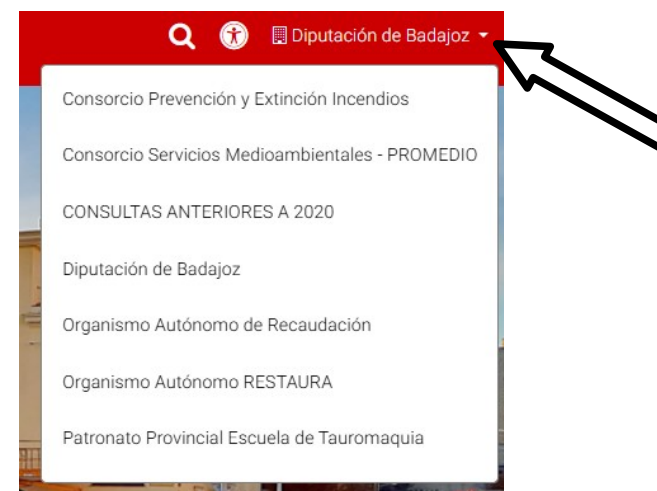 Diputación de Badajoz
Consorcio Prevención y Extinción Incendios
Consorcio Servicios Medioambientales - PROMEDIO
CONSULTAS ANTERIORES A 2020
Diputación de Badajoz
Organismo Autónomo de Recaudación
Organismo Autónomo RESTAURA
Patronato Provincial Escuela de Tauromaquia